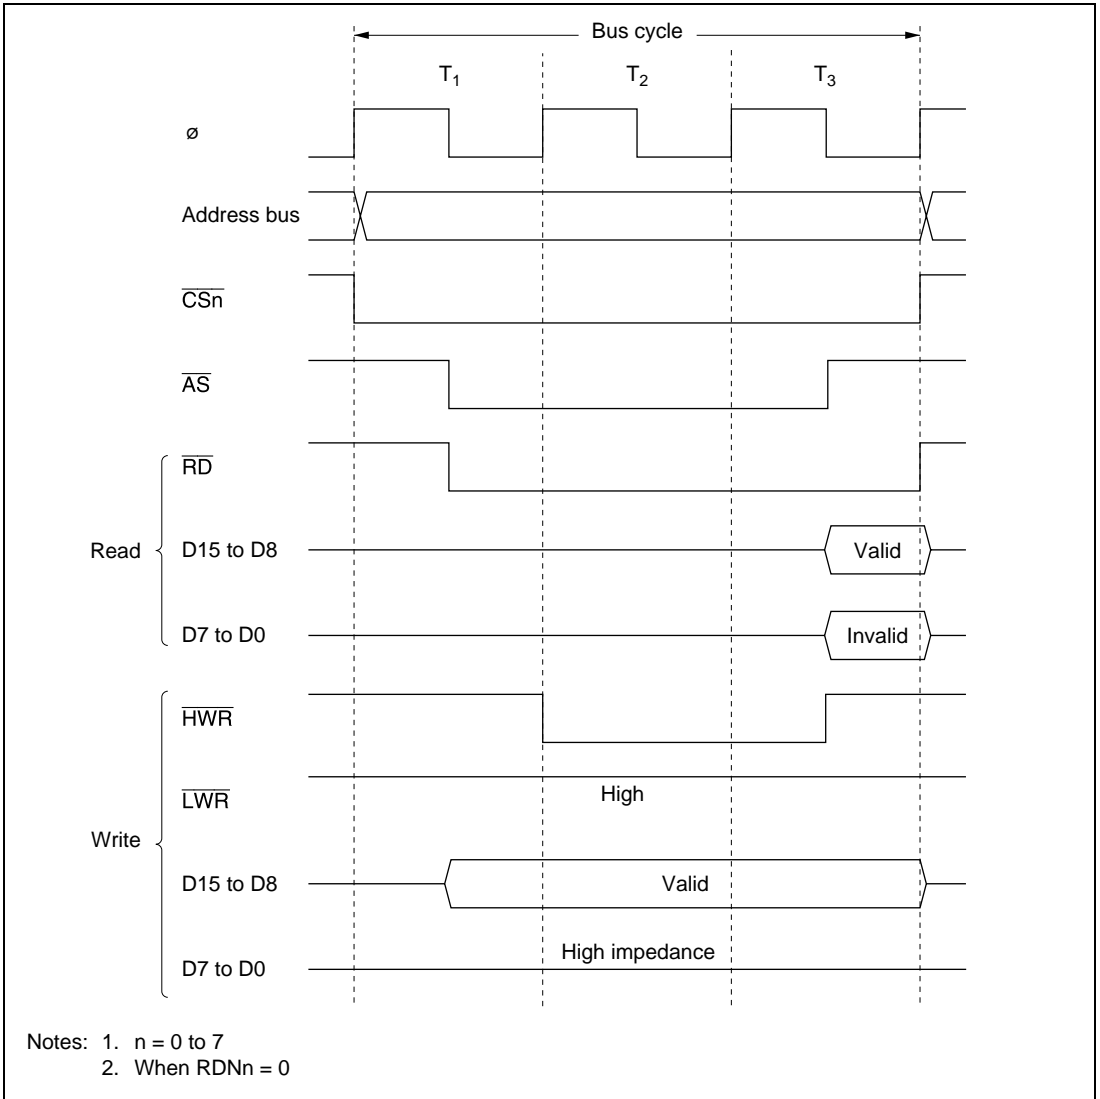 Bus cycle
T1 T2 T3
ø
Address bus
CSn
AS
RD
Read
D15 to D8
Valid
D7 to D0
Invalid
HWR
LWR
High
Write
D15 to D8
Valid
High impedance
D7 to D0
Notes: 1. n = 0 to 7
2. When RDNn = 0